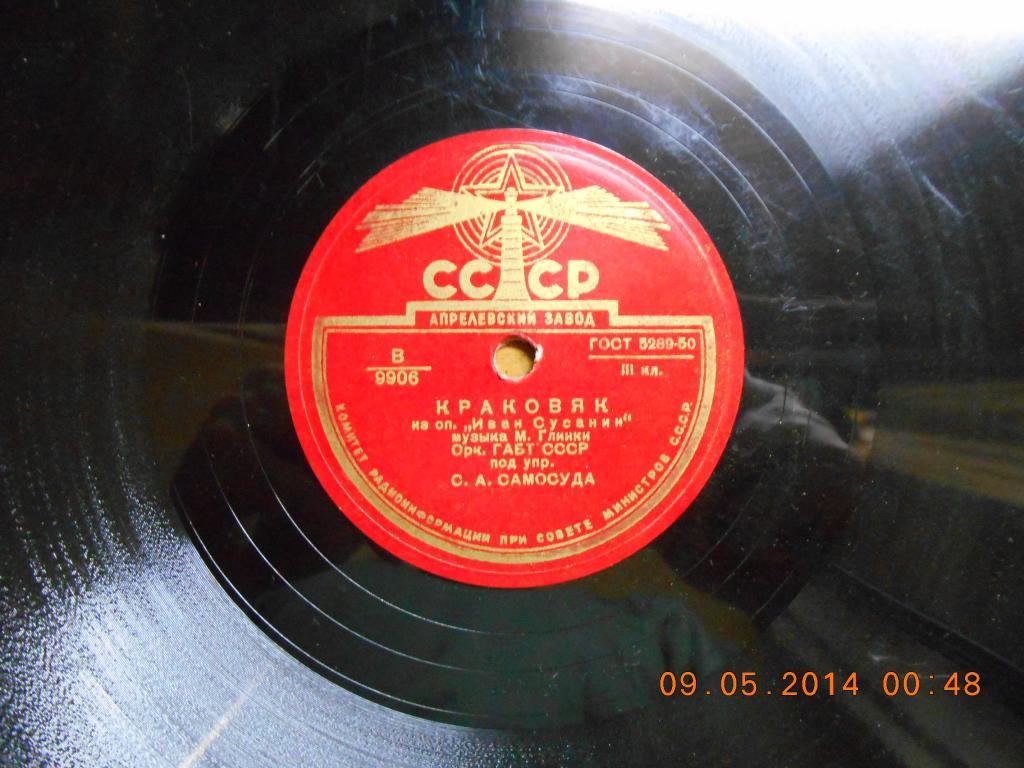 СССР
АПРЕЛЕВСКИЙ ЗАВОД
В
9906
ГОСТ 5289-50
III кл.
КРАКОВЯК
из оп. „Иван Сусанин“
музыка М. Глинки
Орк. ГАБТ СССР
под упр.
С. А. САМОСУДА
КОМИТЕТ РАДИОИНФОРМАЦИИ ПРИ СОВЕТЕ МИНИСТРОВ С.С.С.Р.
09.05.2014 00:48